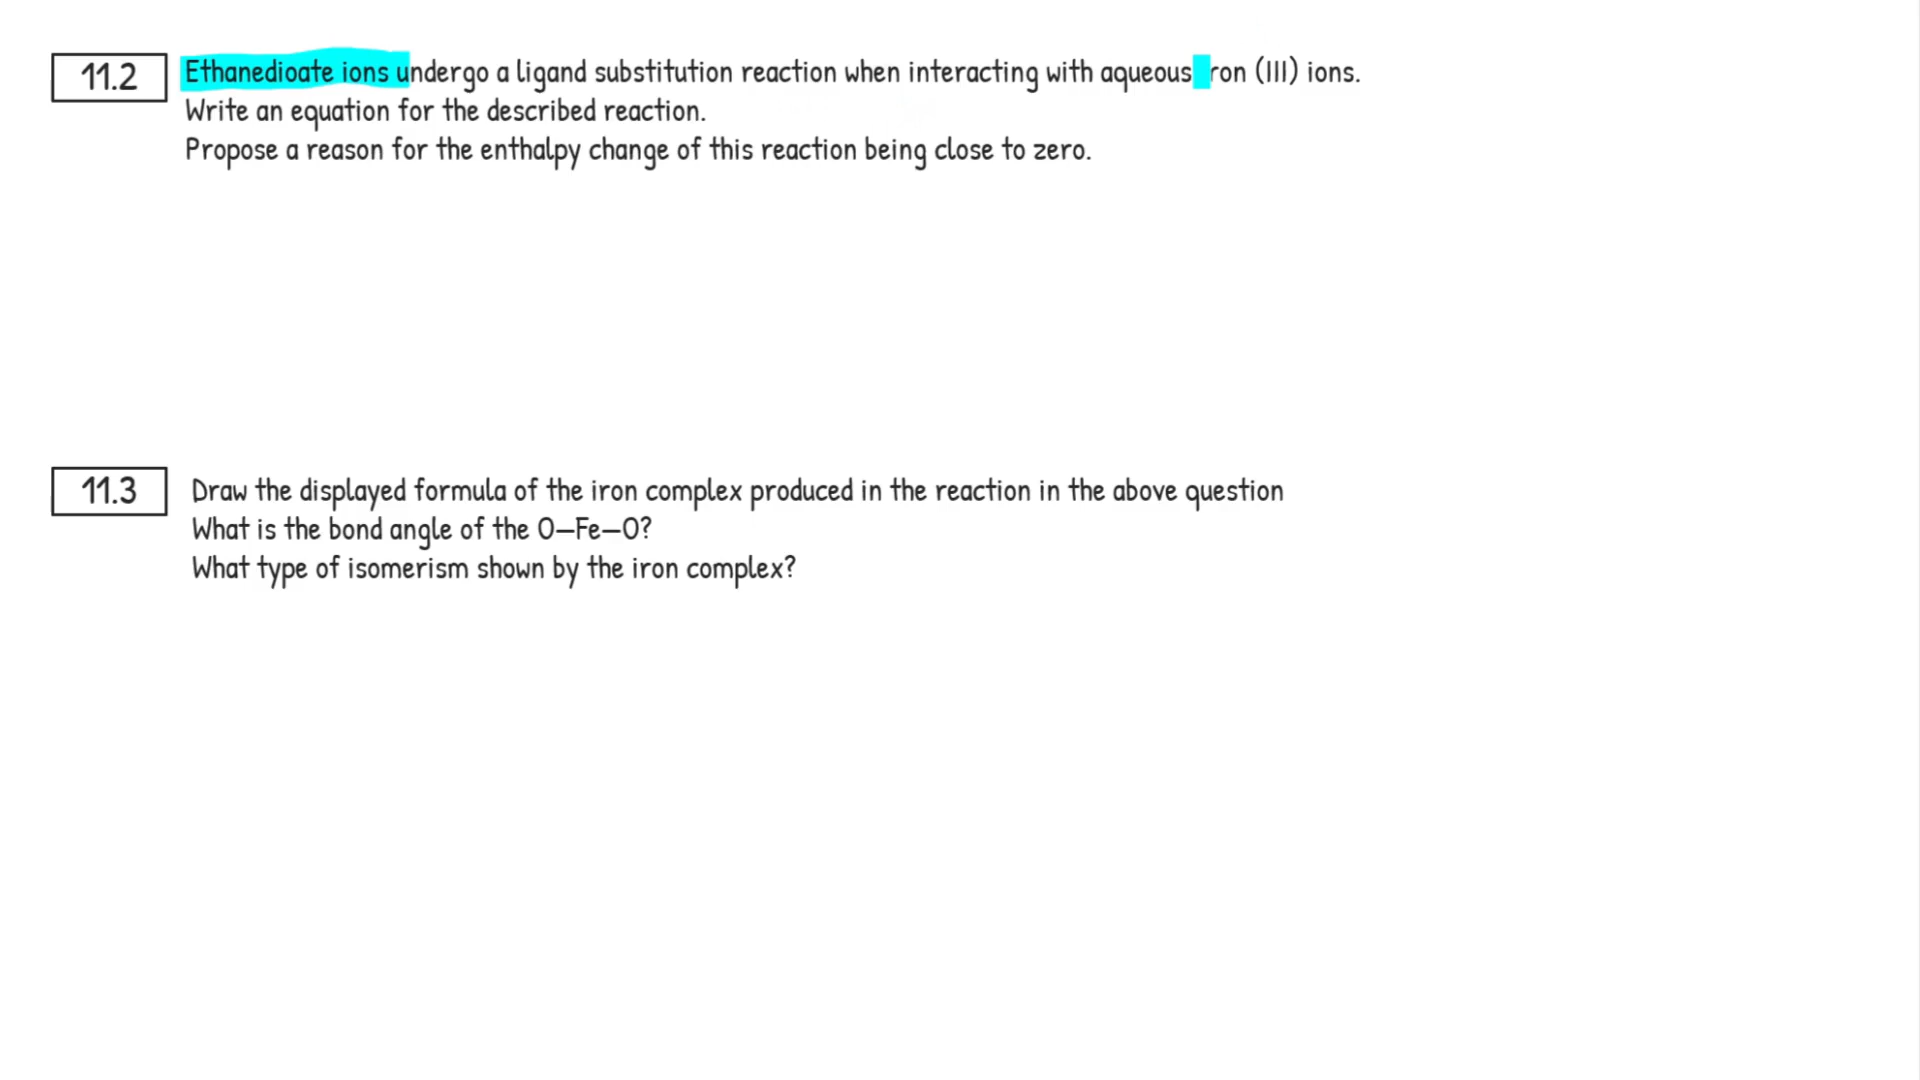 11.2 Ethanedioate ions undergo a ligand substitution reaction when interacting with aqueous ron (III) ions.
Write an equation for the described reaction.
Propose a reason for the enthalpy change of this reaction being close to zero.
11.3 Draw the displayed formula of the iron complex produced in the reaction in the above question
What is the bond angle of the O–Fe–O?
What type of isomerism shown by the iron complex?